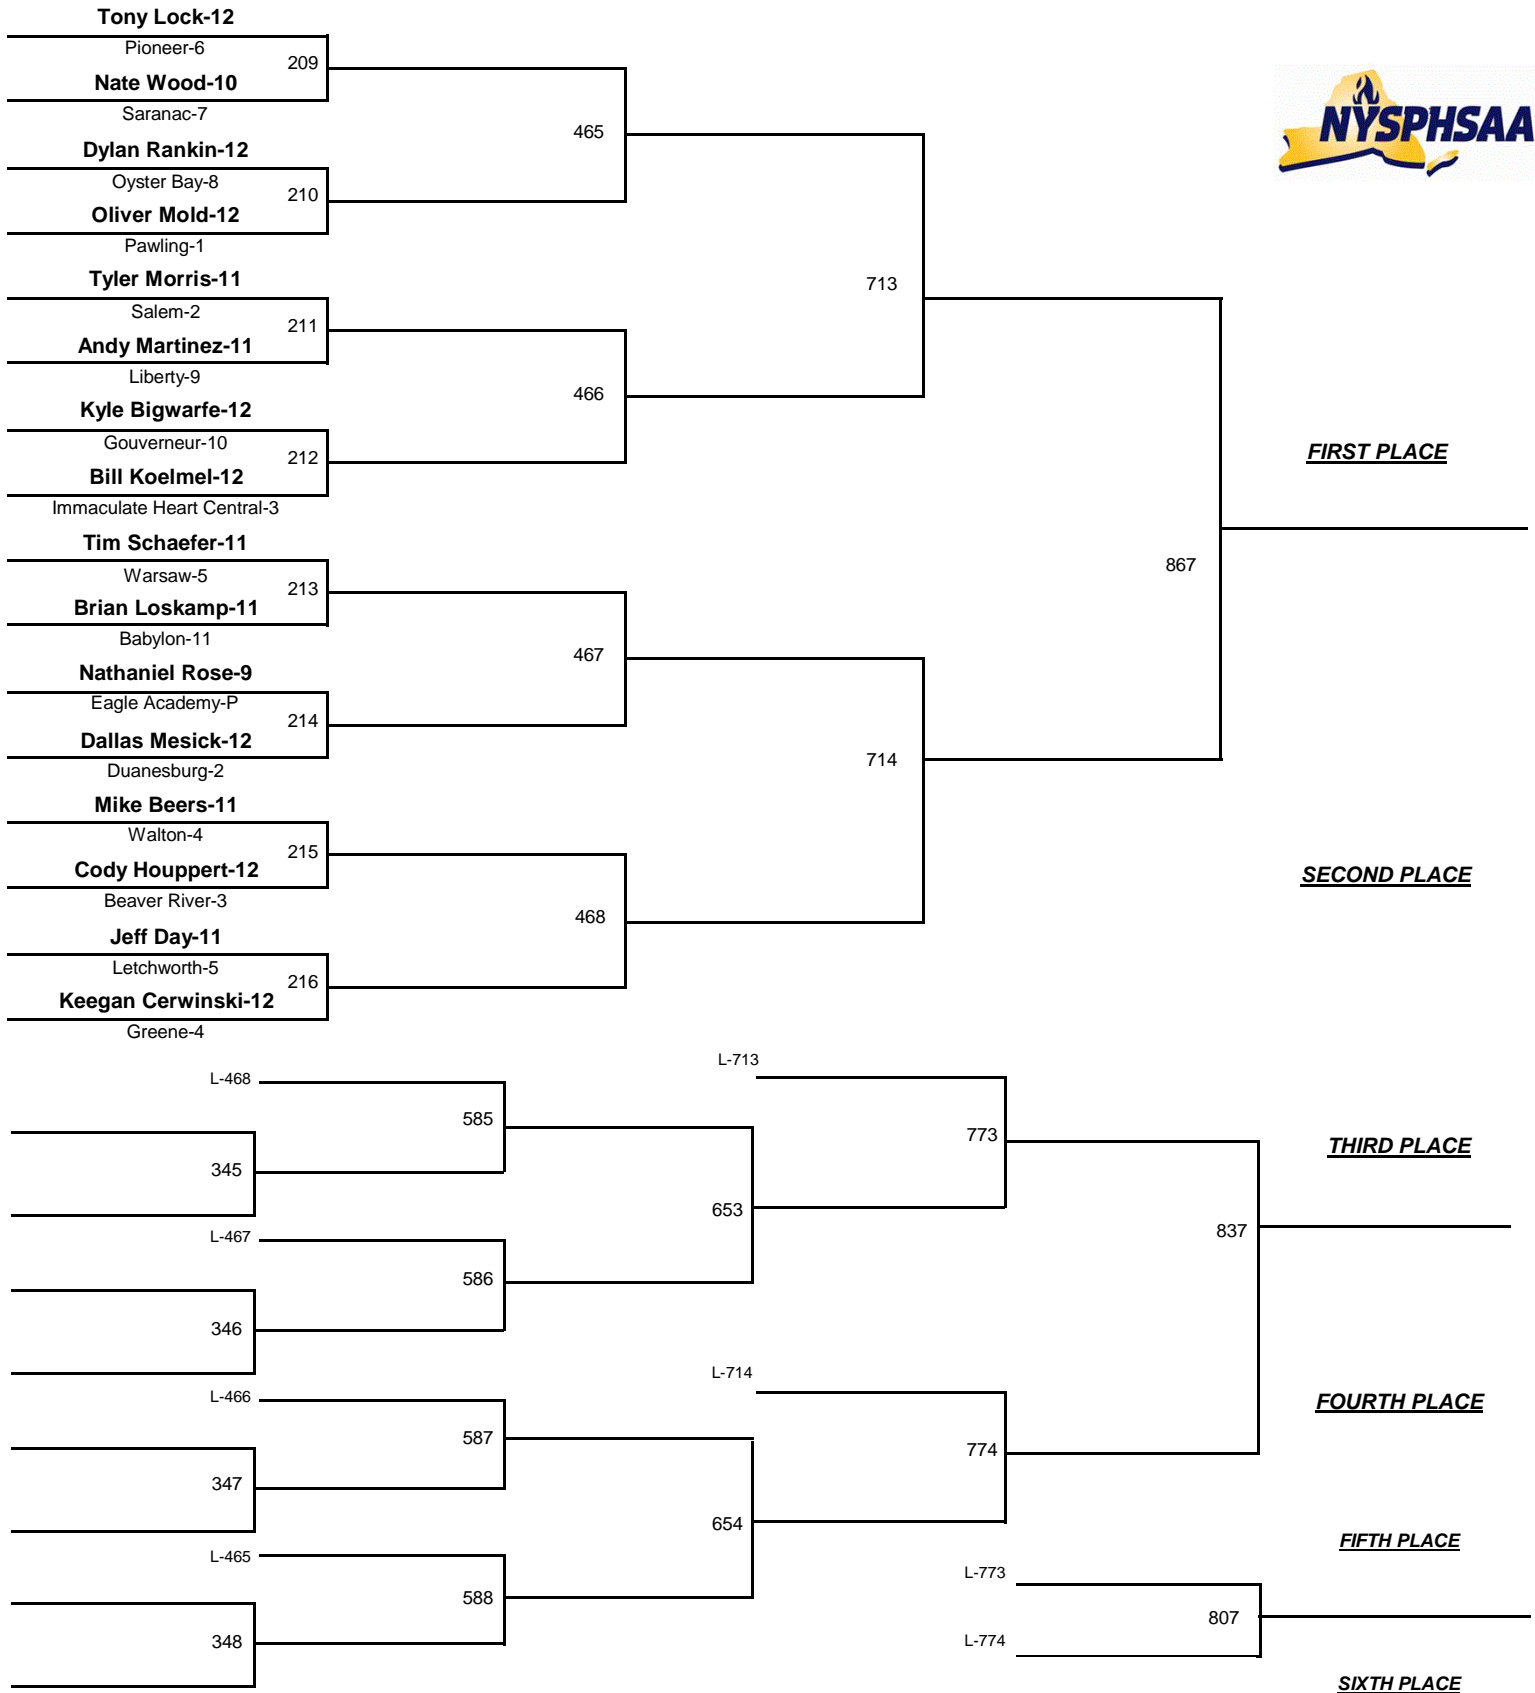 Tony Lock-12
Pioneer-6
209
Nate Wood-10
Saranac-7
465
Dylan Rankin-12
Oyster Bay-8
210
Oliver Mold-12
Pawling-1
NYSPHSAA
Tyler Morris-11
713
Salem-2
211
Andy Martinez-11
Liberty-9
466
Kyle Bigwarfe-12
Gouverneur-10
212
FIRST PLACE
Bill Koelmel-12
Immaculate Heart Central-3
Tim Schaefer-11
867
Warsaw-5
213
Brian Loskamp-11
Babylon-11
467
Nathaniel Rose-9
Eagle Academy-P
214
Dallas Mesick-12
714
Duanesburg-2
Mike Beers-11
Walton-4
215
Cody Houppert-12
SECOND PLACE
Beaver River-3
468
Jeff Day-11
Letchworth-5
216
Keegan Cerwinski-12
Greene-4
L-713
L-468
585
773
THIRD PLACE
345
653
L-467
837
586
346
L-714
L-466
FOURTH PLACE
587
774
347
654
FIFTH PLACE
L-465
L-773
588
807
348
L-774
SIXTH PLACE